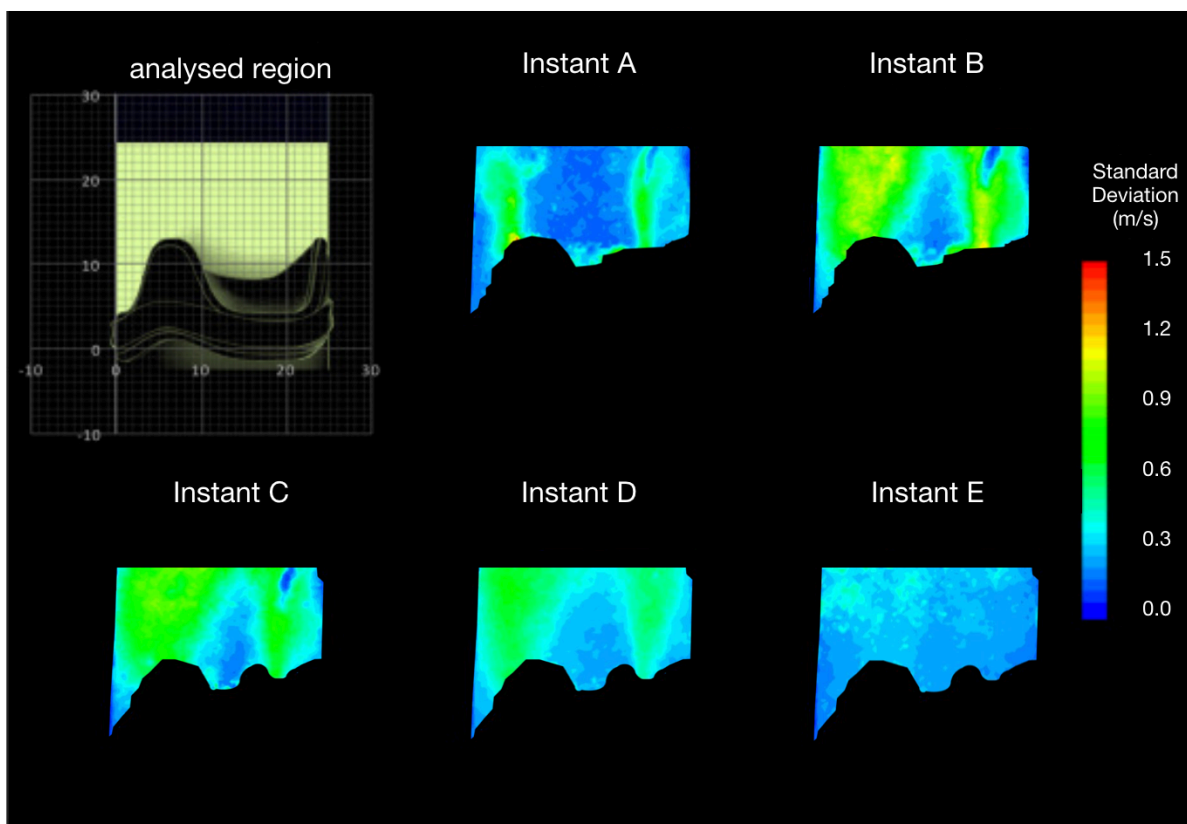 analysed region
Instant A
Instant B
30
20
10
0
-10
0
10
20
30
-10
Standard
Deviation
(m/s)
1.5
1.2
0.9
0.6
0.3
0.0
Instant C
Instant D
Instant E